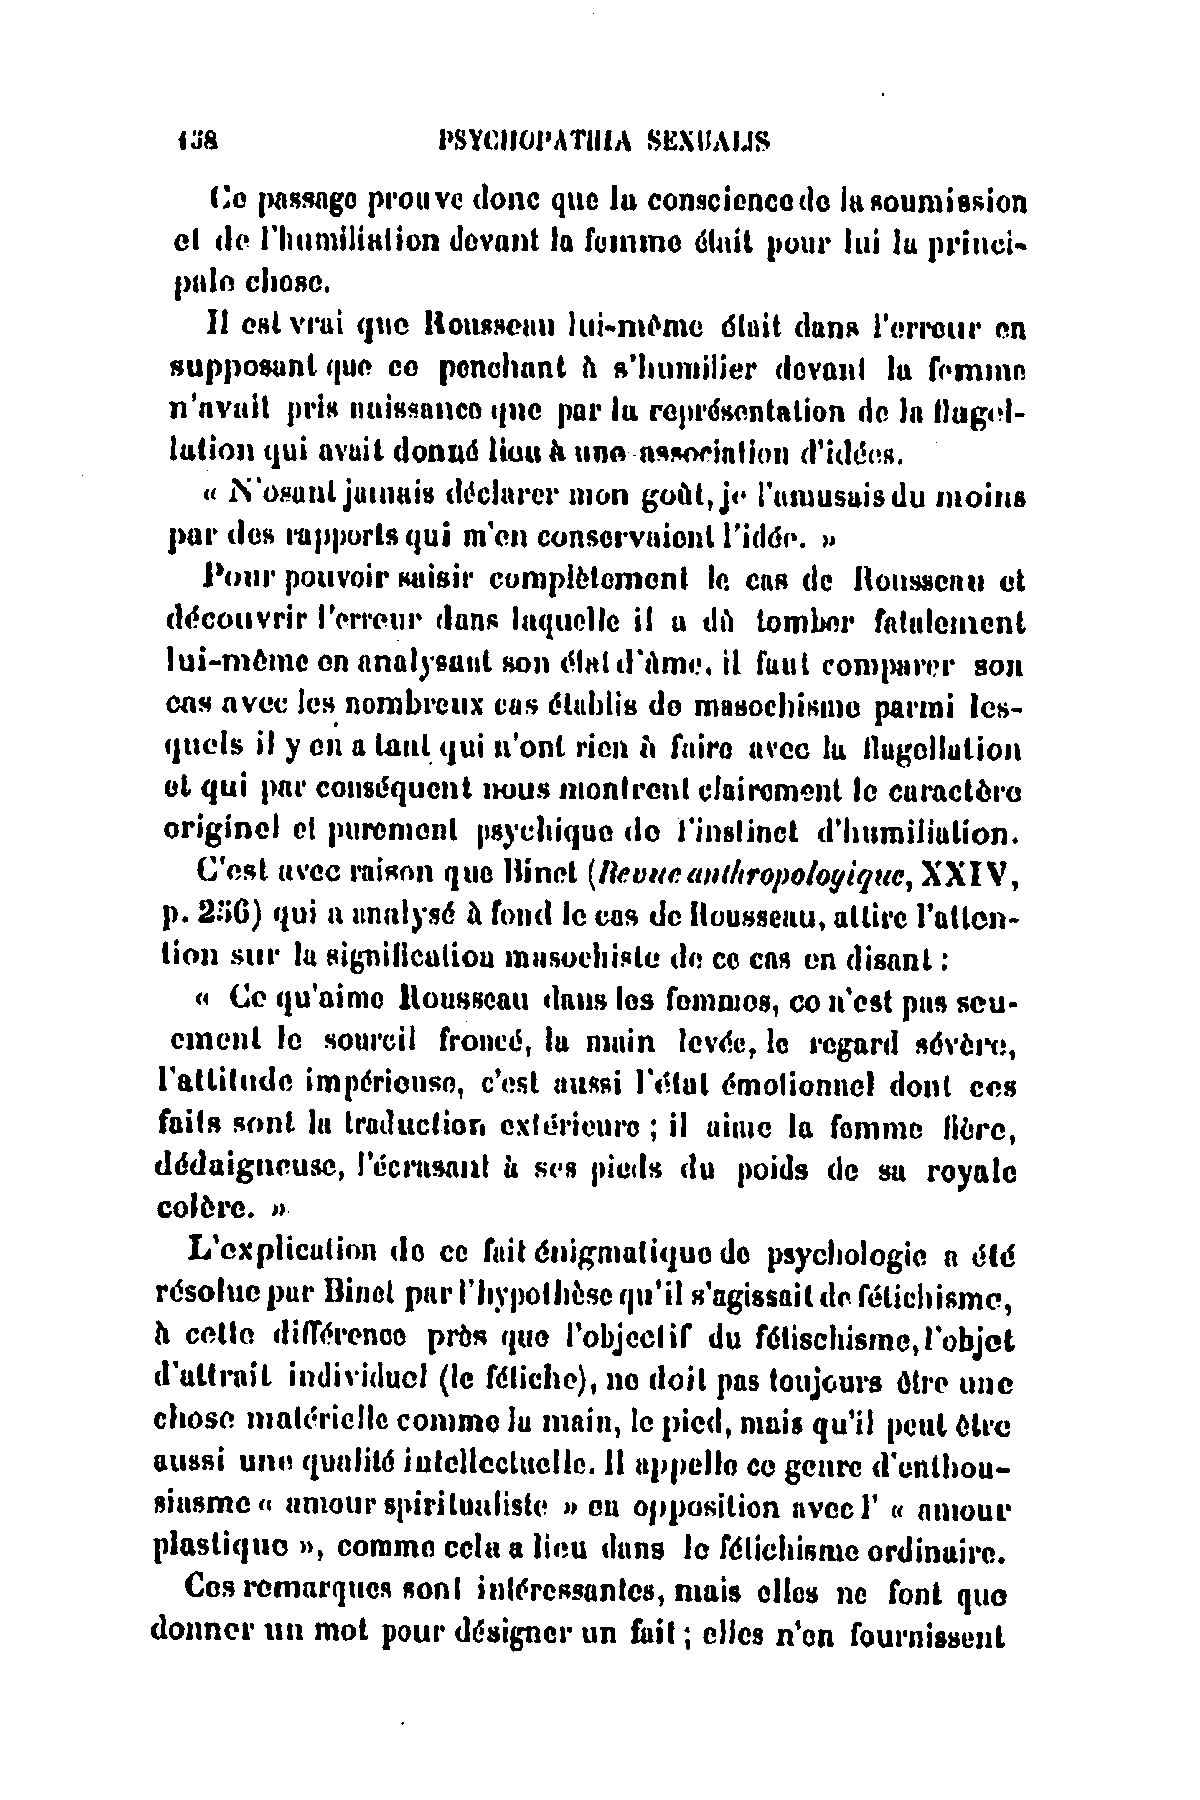 158 PSYCHOPATHIA SEXUALIS
Ce passage prouve donc que la conscience de la soumission
et de l'humiliation devant la femme était pour lui la princi-
pale chose.
Il est vrai que Rousseau lui-même était dans l'erreur en
supposant que ce penchant à s'humilier devant la femme
n'avait pris naissance que par la représentation de la flagel-
lation qui avait donné lieu à une association d'idées.
« N'osant jamais déclarer mon goût, je l'amusais du moins
par des rapports qui m'en conservaient l'idée. »
Pour pouvoir saisir complètement le cas de Rousseau et
découvrir l'erreur dans laquelle il a dû tomber fatalement
lui-même en analysant son état d'âme, il faut comparer son
cas avec les nombreux cas établis de masochisme parmi les-
quels il y en a tant qui n'ont rien à faire avec la flagellation
et qui par conséquent nous montrent clairement le caractère
originel et purement psychique de l'instinct d'humiliation.
C'est avec raison que Binet (Revue anthropologique, XXIV,
p. 256) qui a analysé à fond le cas de Rousseau, attire l'atten-
tion sur la signification masochiste de ce cas en disant :
« Ce qu'aime Rousseau dans les femmes, ce n'est pas seu-
ement le sourcil froncé, la main levée, le regard sévère,
l'attitude impérieuse, c'est aussi l'état émotionnel dont ces
faits sont la traduction extérieure ; il aime la femme fière,
dédaigneuse, l'écrasant à ses pieds du poids de sa royale
colère. »
L'explication de ce fait énigmatique de psychologie a été
résolue par Binet par l'hypothèse qu'il s'agissait de fétichisme,
à cette différence près que l'objectif du fétischisme, l'objet
d'attrait individuel (le fétiche), ne doit pas toujours être une
chose matérielle comme la main, le pied, mais qu'il peut être
aussi une qualité intellectuelle. Il appelle ce genre d'enthou-
siasme « amour spiritualiste » en opposition avec l' « amour
plastique », comme cela a lieu dans le fétichisme ordinaire.
Ces remarques sont intéressantes, mais elles ne font que
donner un mot pour désigner un fait ; elles n'en fournissent